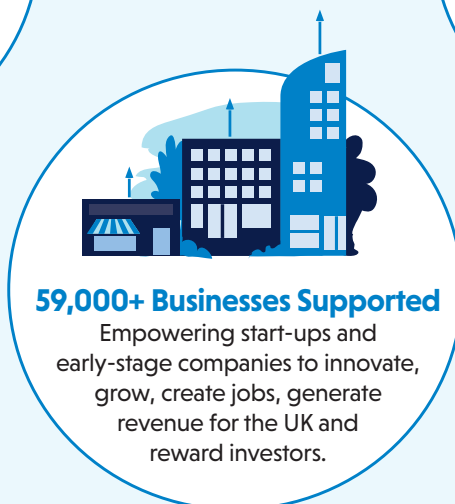 59,000+ Businesses Supported
Empowering start-ups and
early-stage companies to innovate,
grow, create jobs, generate
revenue for the UK and
reward investors.